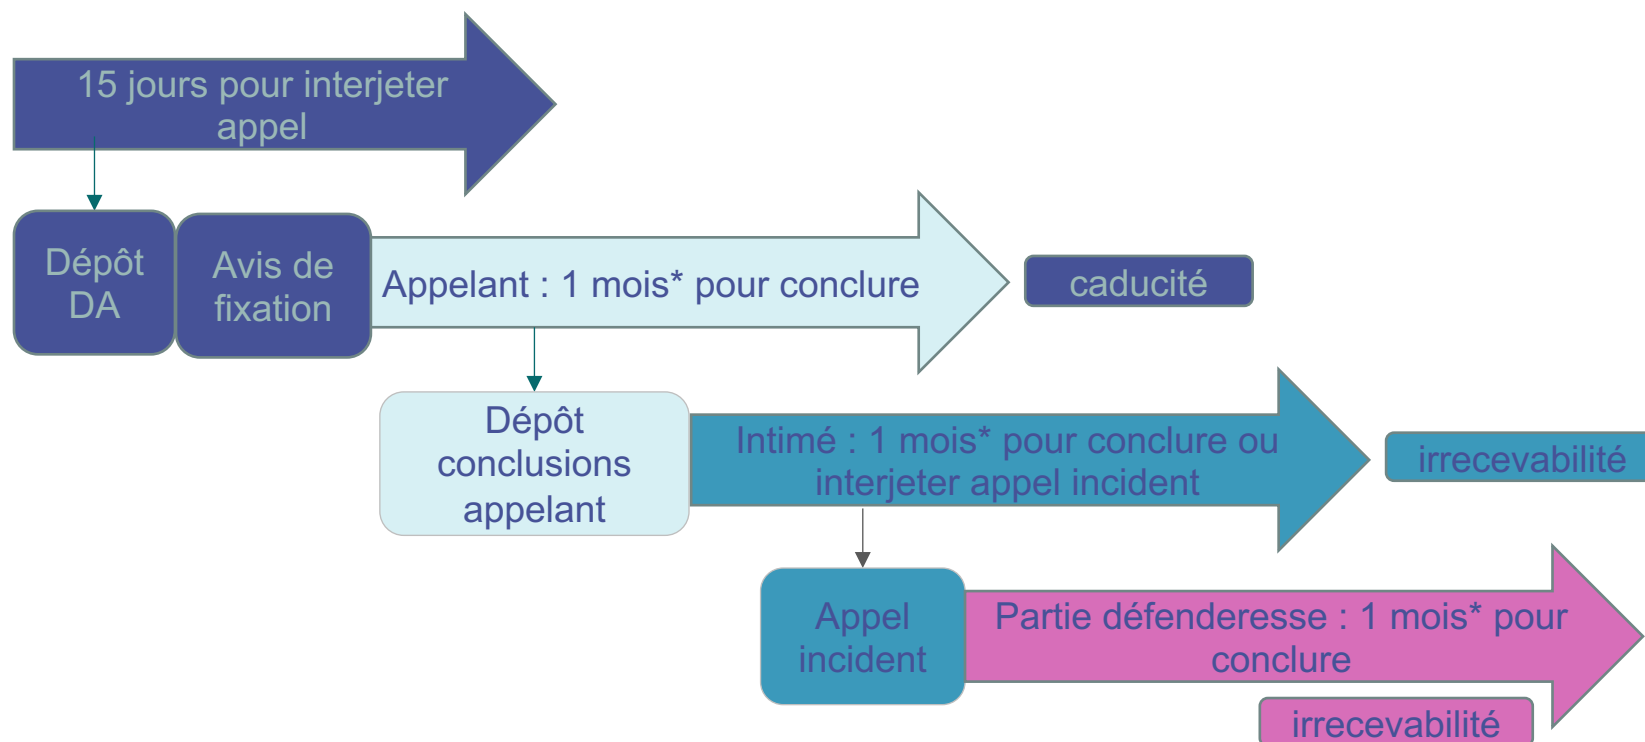 15 jours pour interjeter
appel
Dépôt
DA
Avis de
fixation
Appelant : 1 mois* pour conclure
caducité
Dépôt
conclusions
appelant
Intimé : 1 mois* pour conclure ou
interjeter appel incident
irrecevabilité
Appel
incident
Partie défenderesse : 1 mois* pour
conclure
irrecevabilité